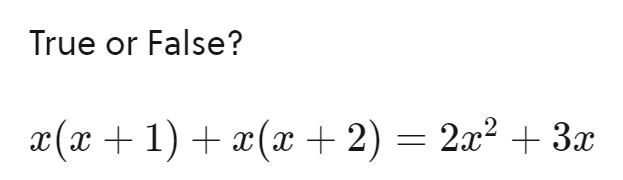 True or False?
x(x + 1) + x(x + 2) = 2x² + 3x